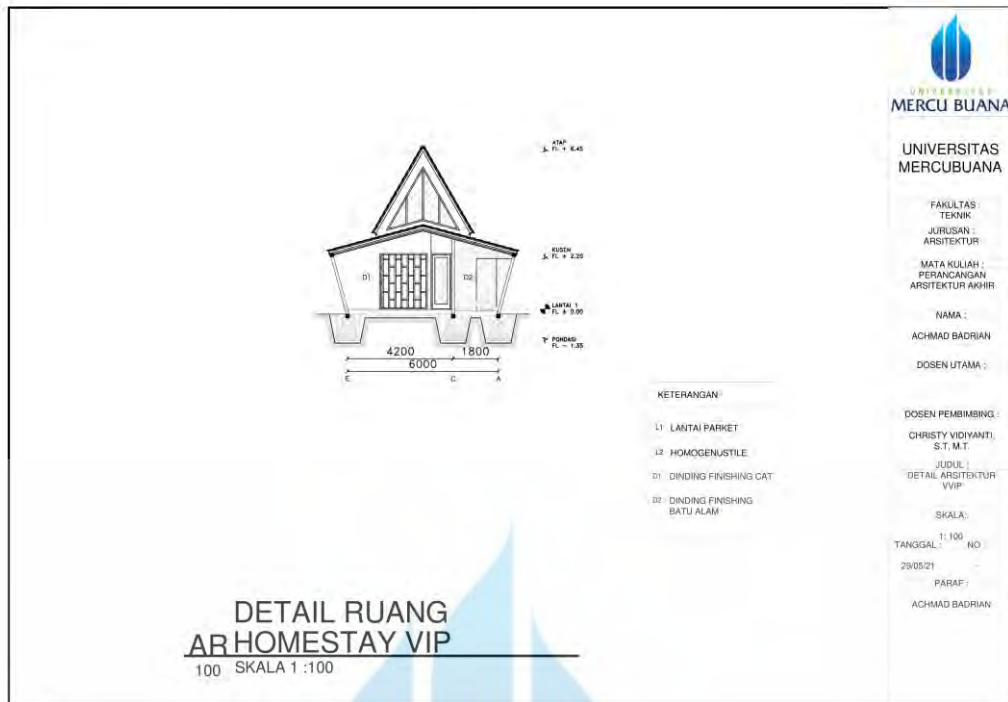 ATAP
FL + 6.45
KUSEN
FL + 2.20
LANTAI 1
FL ± 0.00
PONDASI
FL - 1.35
D1
D2
4200 1800
6000
E C A
KETERANGAN
L1 LANTAI PARKET
L2 HOMOGENUSTILE
D1 DINDING FINISHING CAT
D2 DINDING FINISHING
BATU ALAM
DETAIL RUANG
AR HOMESTAY VIP
100 SKALA 1 :100
UNIVERSITAS
MERCU BUANA
UNIVERSITAS
MERCUBUANA
FAKULTAS :
TEKNIK
JURUSAN :
ARSITEKTUR
MATA KULIAH :
PERANCANGAN
ARSITEKTUR AKHIR
NAMA :
ACHMAD BADRIAN
DOSEN UTAMA :
DOSEN PEMBIMBING :
CHRISTY VIDIYANTI,
S.T, M.T.
JUDUL :
DETAIL ARSITEKTUR
VVIP
SKALA:
1: 100
TANGGAL : NO :
29/05/21 -
PARAF :
ACHMAD BADRIAN